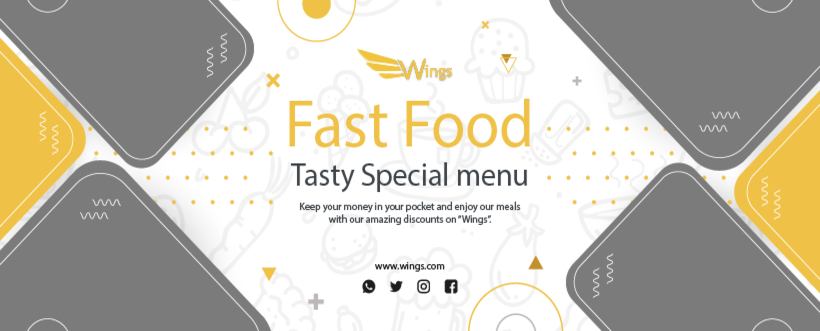 Wings
Fast Food
Tasty Special menu
Keep your money in your pocket and enjoy our meals
with our amazing discounts on "Wings".
www.wings.com